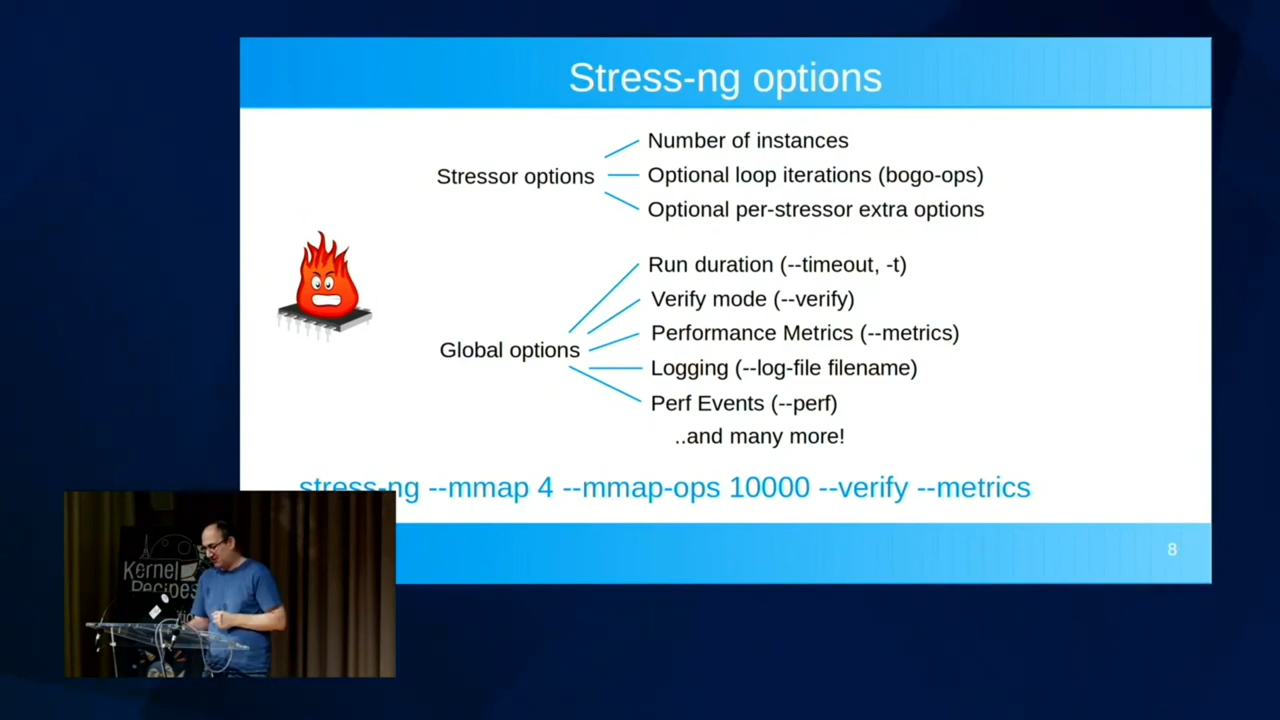 Stress-ng options
Stressor options
Number of instances
Optional loop iterations (bogo-ops)
Optional per-stressor extra options
Global options
Run duration (--timeout, -t)
Verify mode (--verify)
Performance Metrics (--metrics)
Logging (--log-file filename)
Perf Events (--perf)
..and many more!
stress-ng --mmap 4 --mmap-ops 10000 --verify --metrics
8
Kernel
Recipes